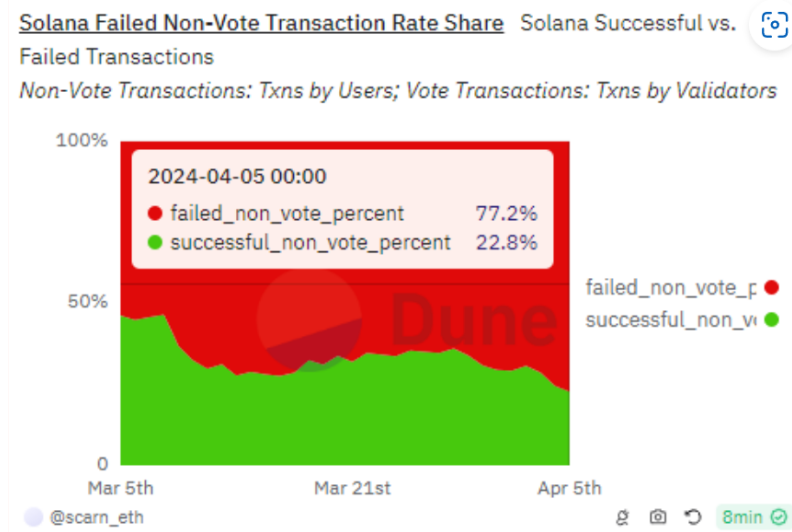 Solana Failed Non-Vote Transaction Rate Share Solana Successful vs.
Failed Transactions
Non-Vote Transactions: Txns by Users; Vote Transactions: Txns by Validators
100%
2024-04-05 00:00
failed_non_vote_percent 77.2%
successful_non_vote_percent 22.8%
failed_non_vote_p
50%
Dune
successful_non_v
0
Mar 5th Mar 21st Apr 5th
@scarn_eth 8min